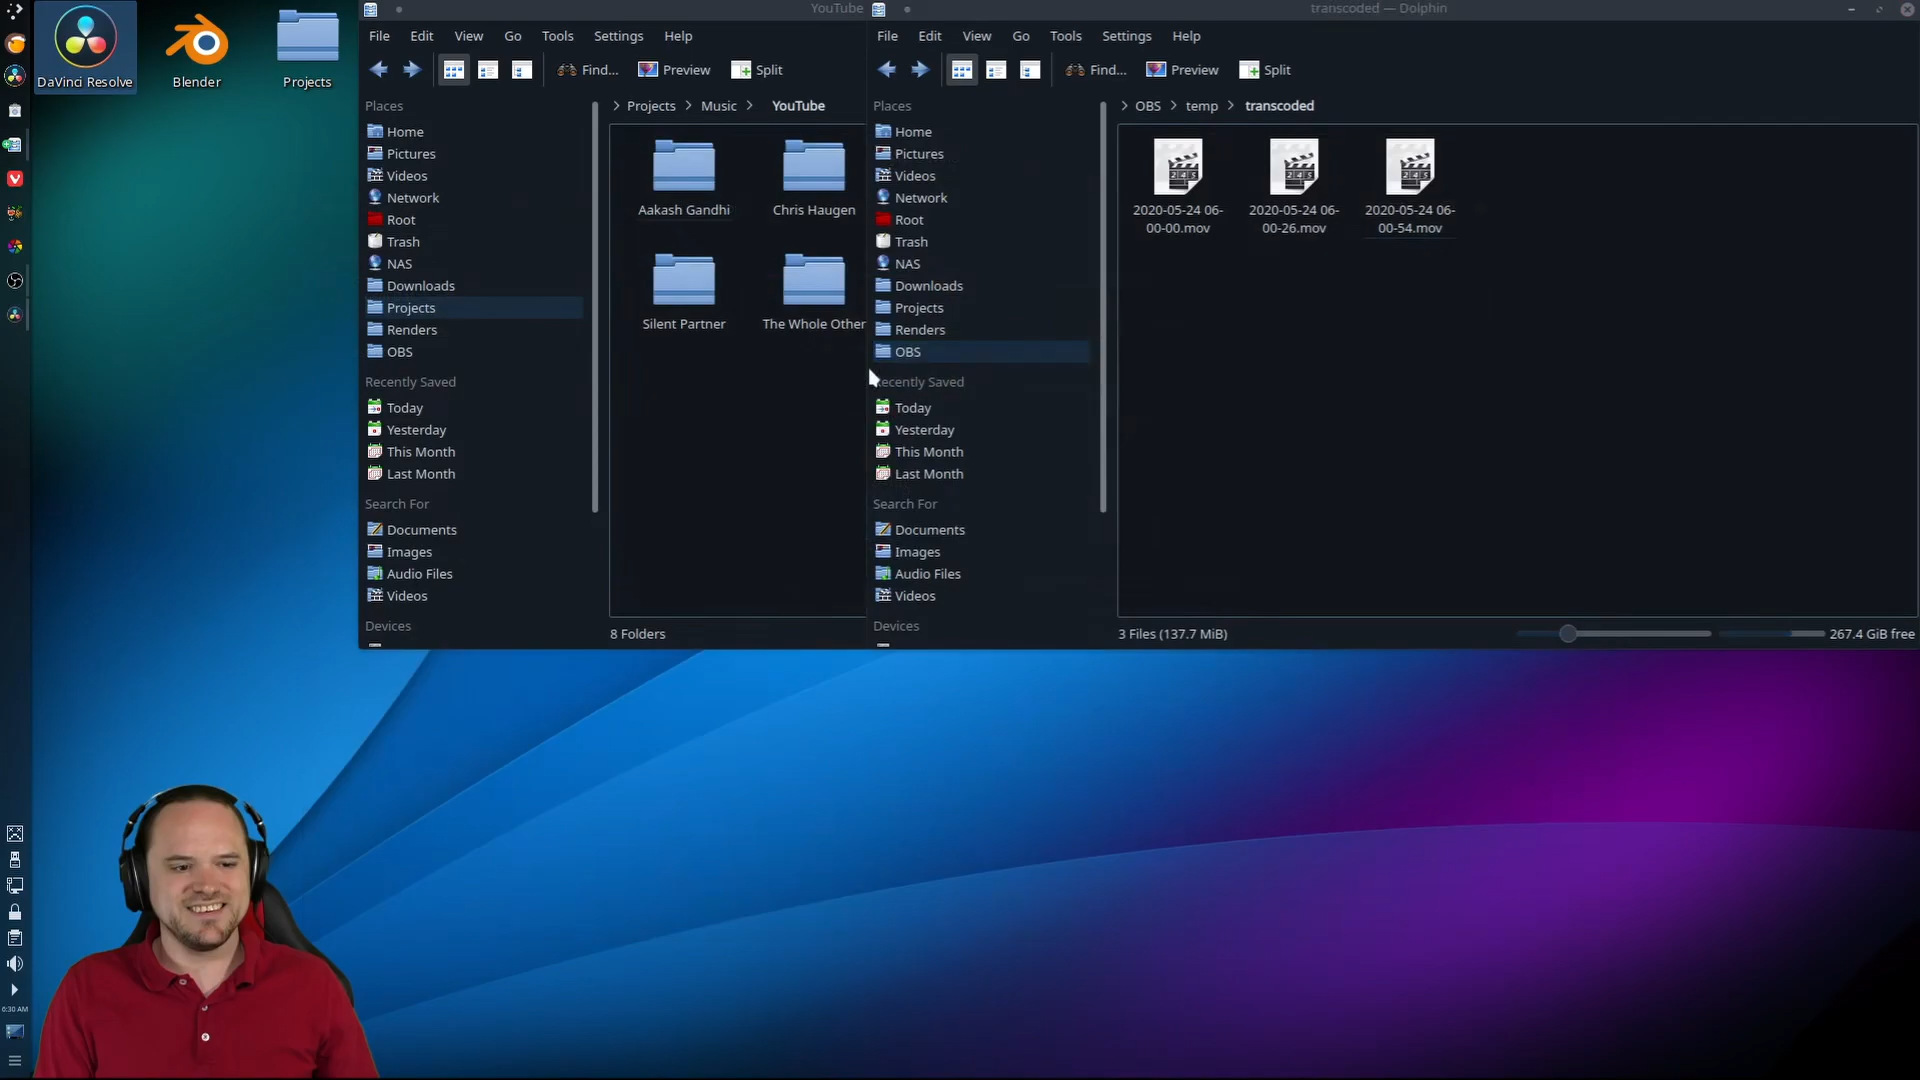 DaVinci Resolve
Blender
Projects
6:30 AM
YouTube
File Edit View Go Tools Settings Help
Find... Preview Split
Places
Projects Music YouTube
Home
Pictures
Videos
Network
Root
Trash
NAS
Downloads
Projects
Renders
OBS
Recently Saved
Today
Yesterday
This Month
Last Month
Search For
Documents
Images
Audio Files
Videos
Devices
Aakash Gandhi
Chris Haugen
Silent Partner
The Whole Other
8 Folders
transcoded — Dolphin
File Edit View Go Tools Settings Help
Find... Preview Split
Places
OBS temp transcoded
Home
Pictures
Videos
Network
Root
Trash
NAS
Downloads
Projects
Renders
OBS
ecently Saved
Today
Yesterday
This Month
Last Month
Search For
Documents
Images
Audio Files
Videos
Devices
2020-05-24 06-
00-00.mov
2020-05-24 06-
00-26.mov
2020-05-24 06-
00-54.mov
3 Files (137.7 MiB)
267.4 GiB free